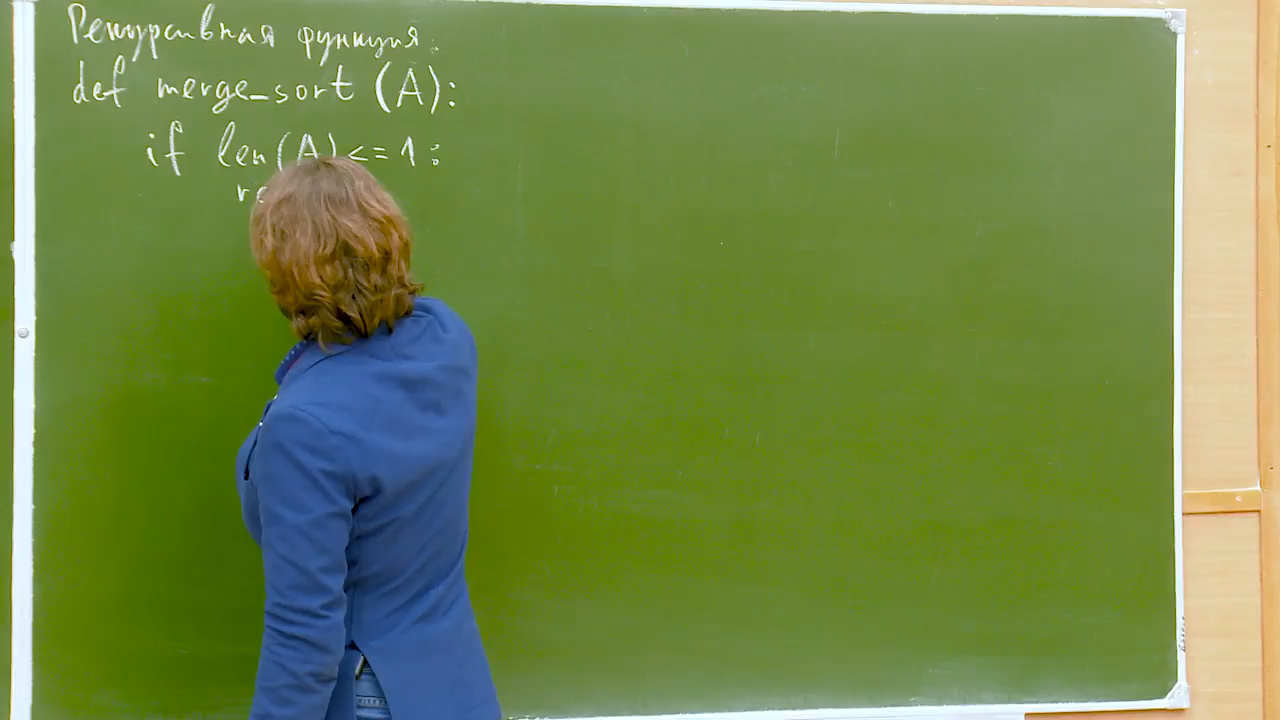 Рекурсивная функция:
def merge_sort (A):
if len(A) <= 1: